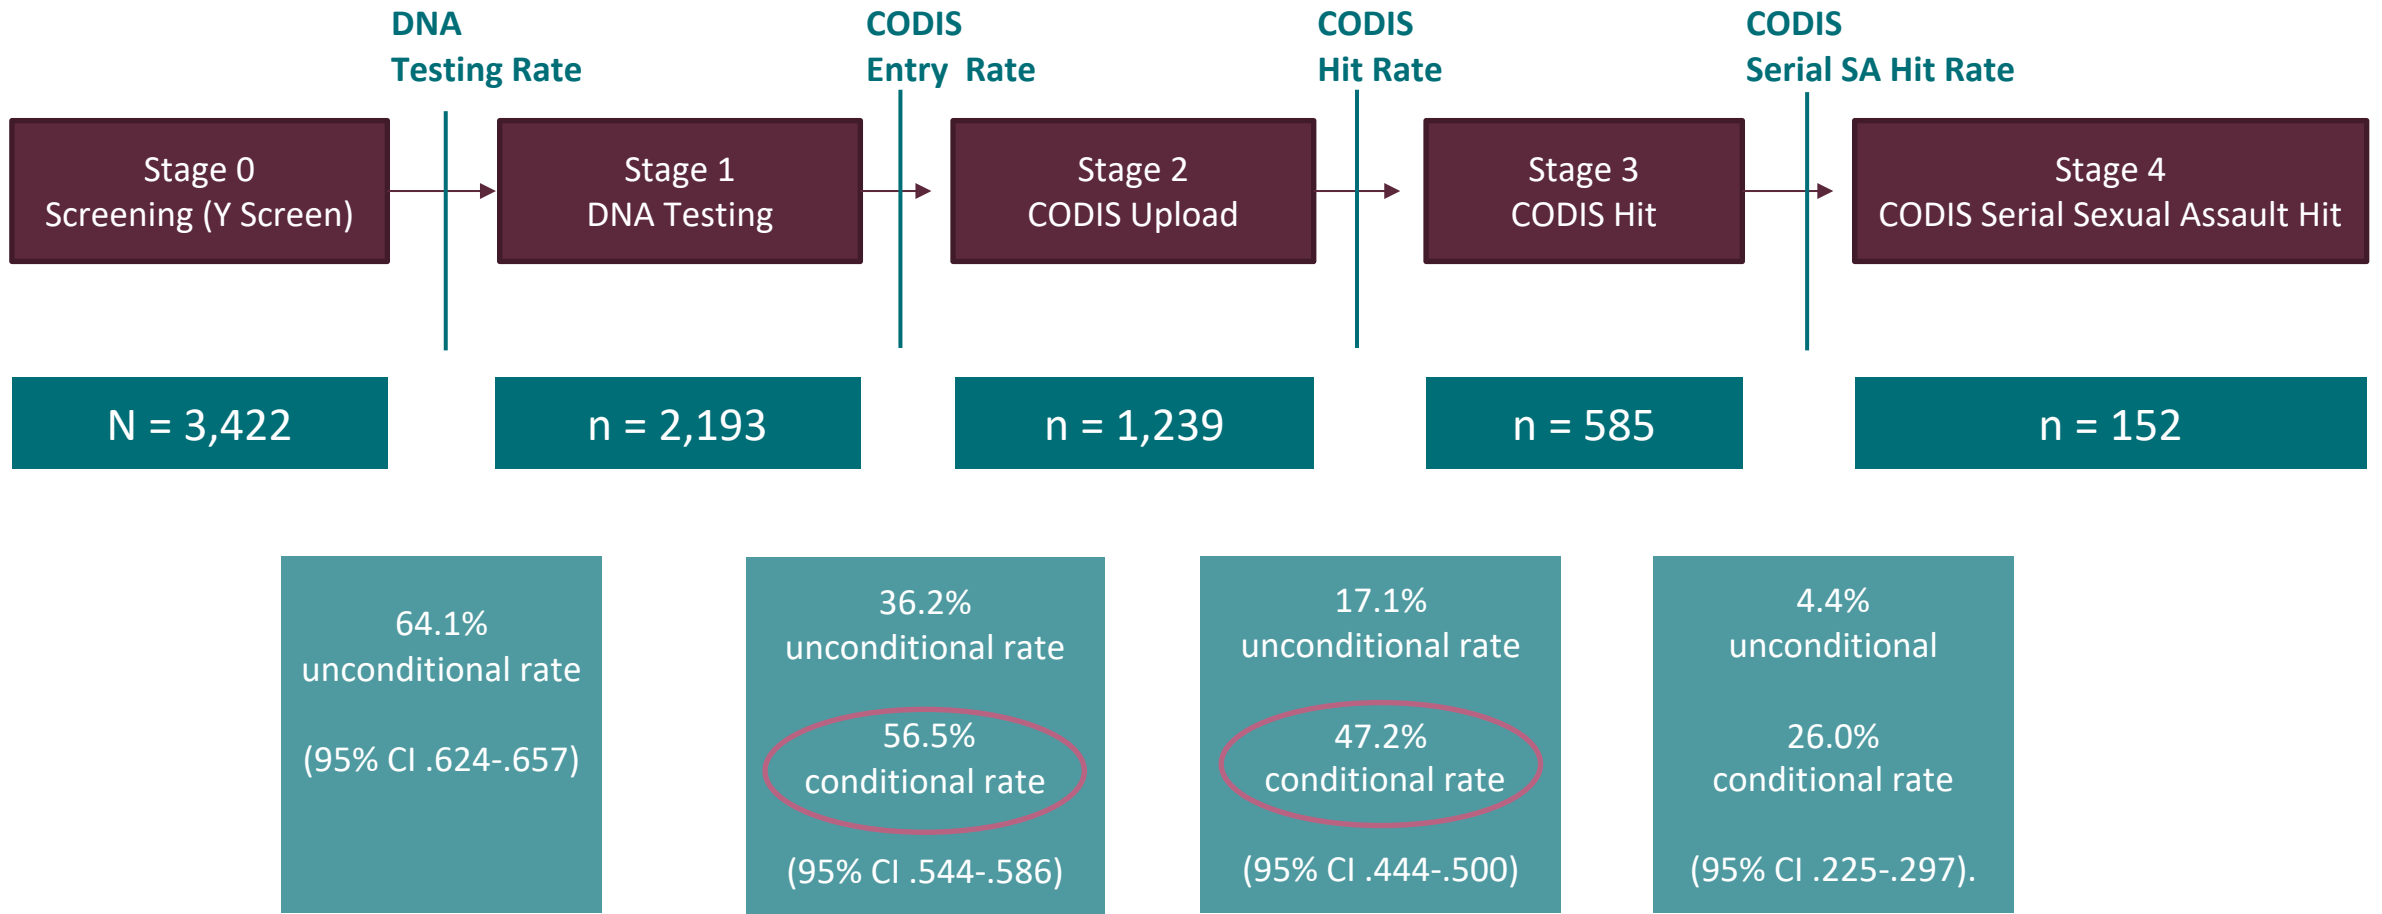 DNA
Testing Rate
CODIS
Entry  Rate
CODIS
Hit Rate
CODIS
Serial SA Hit Rate
Stage 0
Screening (Y Screen)
Stage 1
DNA Testing
Stage 2
CODIS Upload
Stage 3
CODIS Hit
Stage 4
CODIS Serial Sexual Assault Hit
N = 3,422
n = 2,193
n = 1,239
n = 585
n = 152
64.1%
unconditional rate
(95% CI .624-.657)
36.2%
unconditional rate
56.5%
conditional rate
(95% CI .544-.586)
17.1%
unconditional rate
47.2%
conditional rate
(95% CI .444-.500)
4.4%
unconditional
26.0%
conditional rate
(95% CI .225-.297).